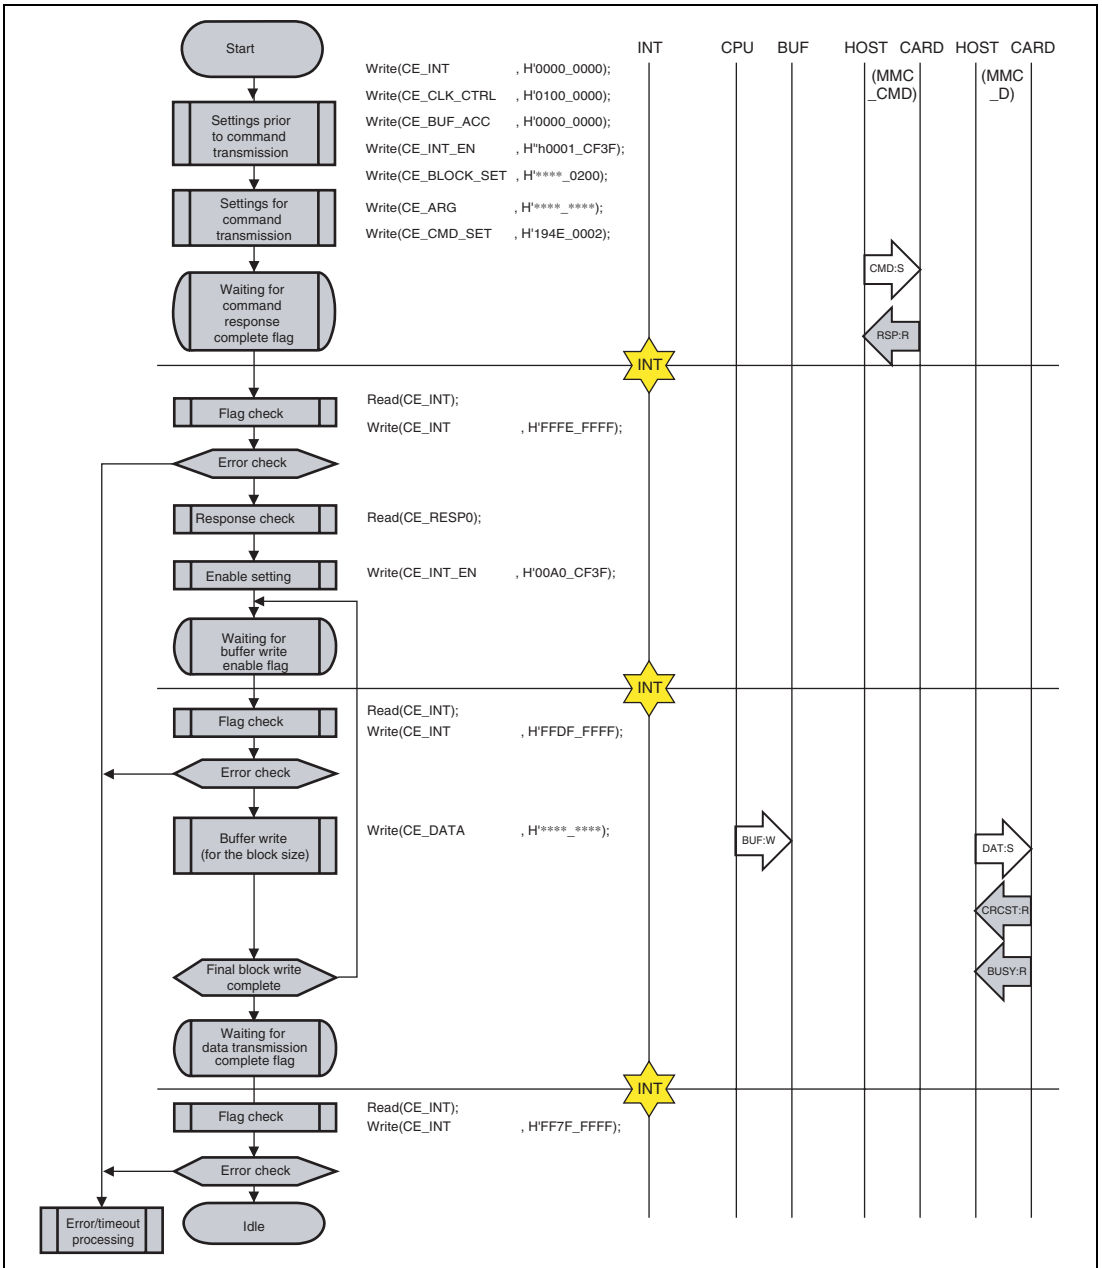 Start
INT
CPU
BUF
HOST
CARD
HOST
CARD
(MMC
_CMD)
(MMC
_D)
Write(CE_INT , H'0000_0000);
Write(CE_CLK_CTRL , H'0100_0000);
Settings prior
to command
transmission
Write(CE_BUF_ACC , H'0000_0000);
Write(CE_INT_EN , H"h0001_CF3F);
Write(CE_BLOCK_SET , H'****_0200);
Settings for
command
transmission
Write(CE_ARG , H'****_****);
Write(CE_CMD_SET , H'194E_0002);
CMD:S
Waiting for
command
response
complete flag
RSP:R
INT
Flag check
Read(CE_INT);
Write(CE_INT , H'FFFE_FFFF);
Error check
Response check
Read(CE_RESP0);
Enable setting
Write(CE_INT_EN , H'00A0_CF3F);
Waiting for
buffer write
enable flag
INT
Flag check
Read(CE_INT);
Write(CE_INT , H'FFDF_FFFF);
Error check
Buffer write
(for the block size)
Write(CE_DATA , H'****_****);
BUF:W
DAT:S
CRCST:R
BUSY:R
Final block write
complete
Waiting for
data transmission
complete flag
INT
Flag check
Read(CE_INT);
Write(CE_INT , H'FF7F_FFFF);
Error check
Error/timeout
processing
Idle